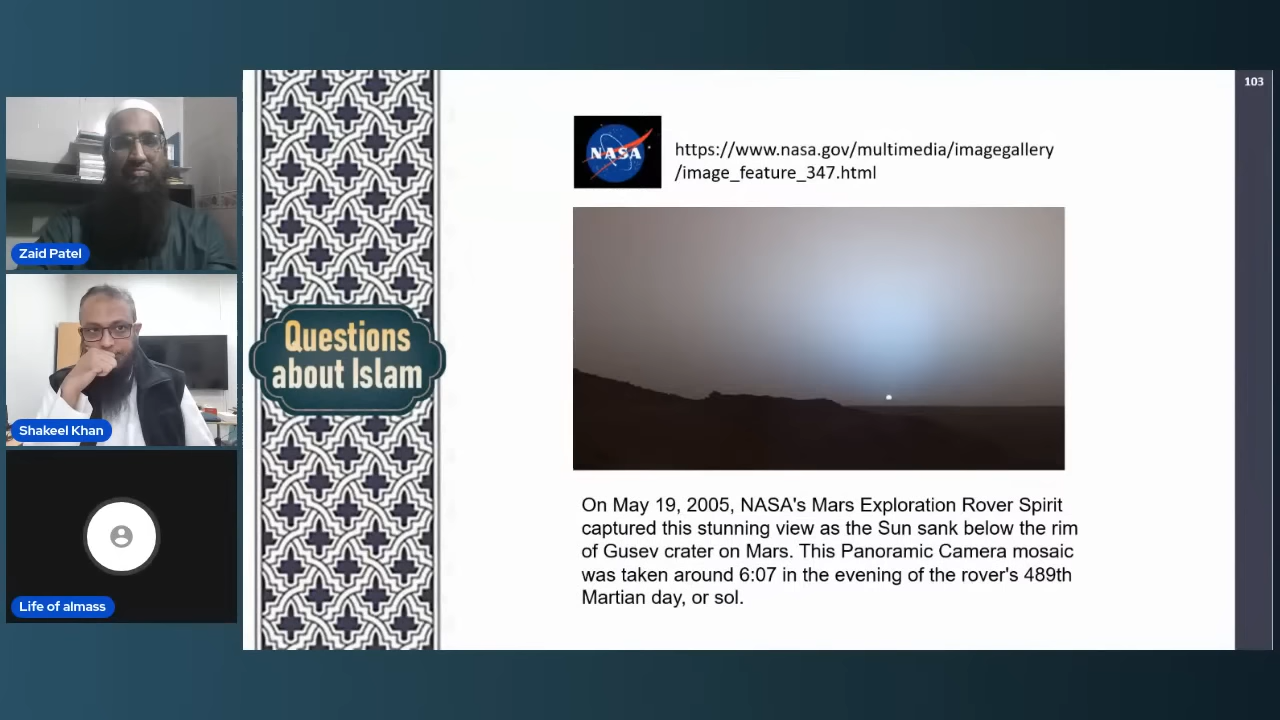 103
NASA
https://www.nasa.gov/multimedia/imagegallery
/image_feature_347.html
Zaid Patel
Questions
about Islam
Shakeel Khan
On May 19, 2005, NASA's Mars Exploration Rover Spirit
captured this stunning view as the Sun sank below the rim
of Gusev crater on Mars. This Panoramic Camera mosaic
was taken around 6:07 in the evening of the rover's 489th
Martian day, or sol.
Life of almass